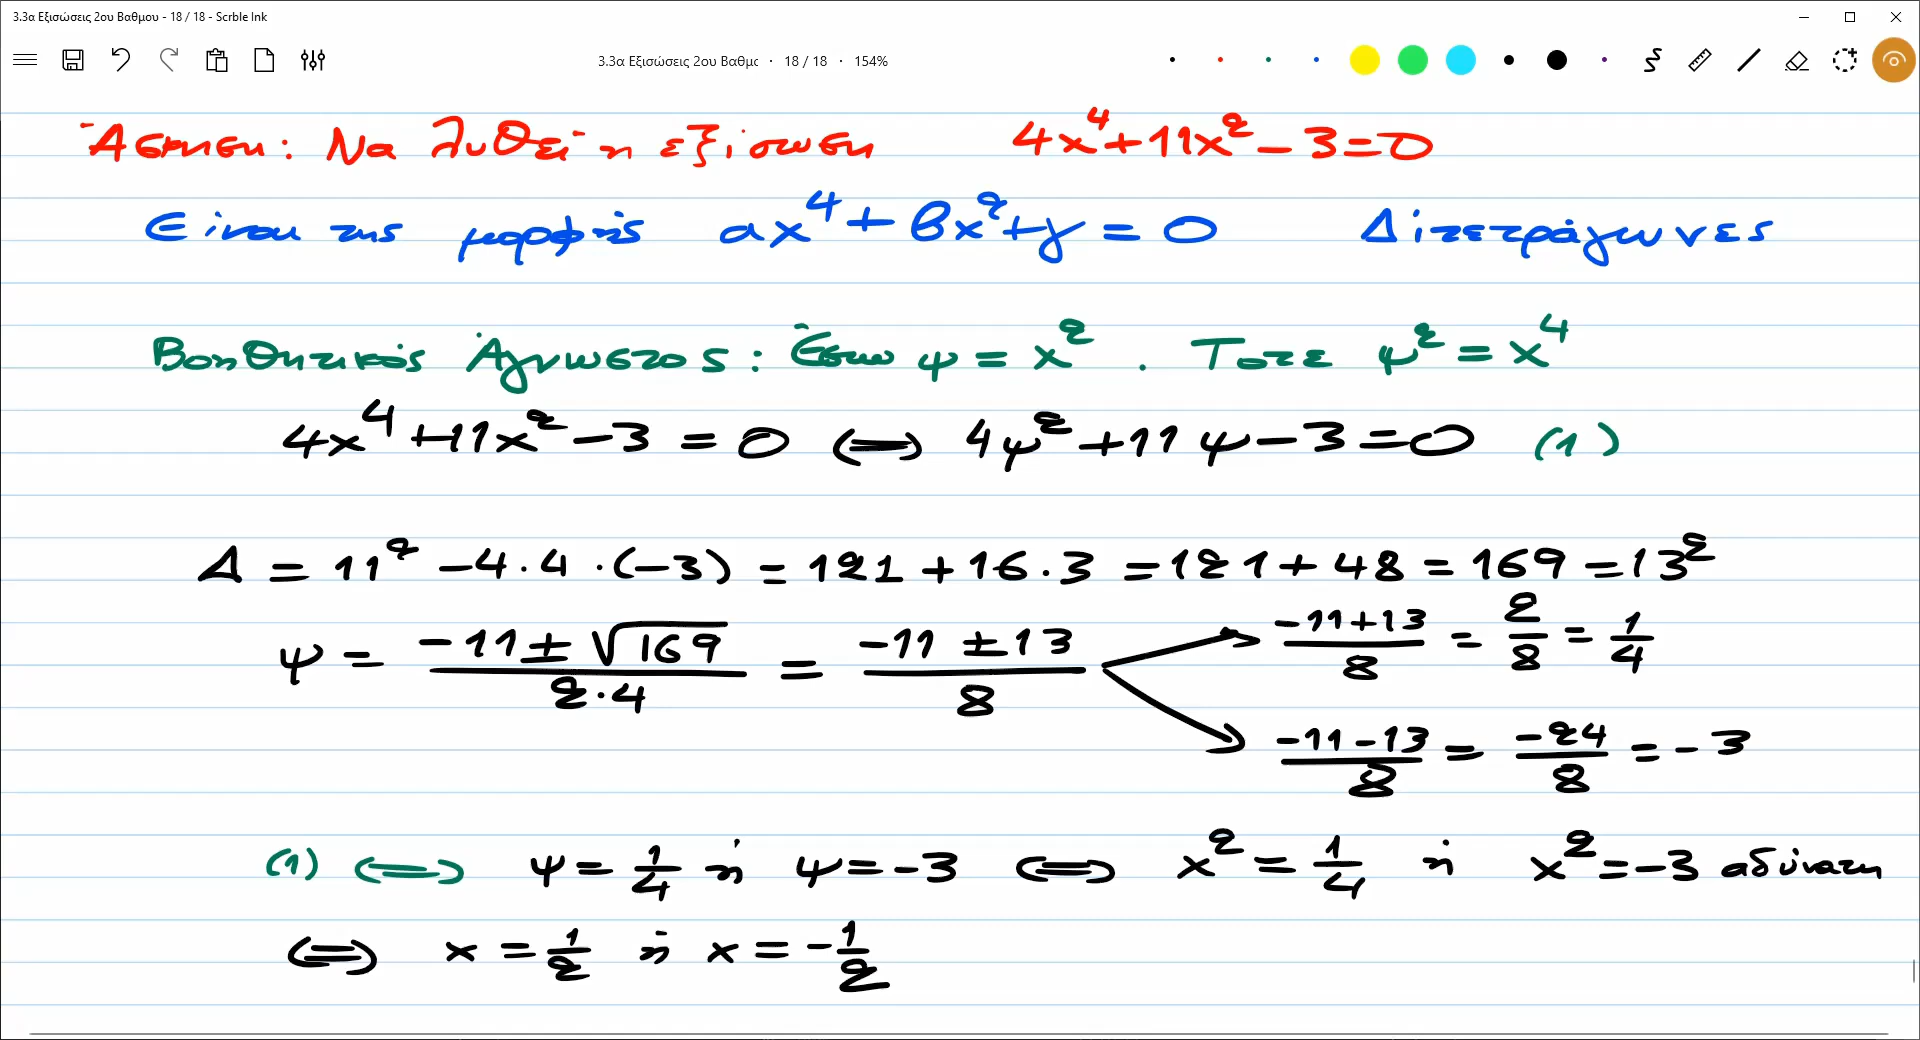 3.3α Εξισώσεις 2ου Βαθμου - 18 / 18 - Scrble Ink
3.3α Εξισώσεις 2ου Βαθμς · 18 / 18 · 154%
Άσκηση: Να λυθεί η εξίσωση 4x⁴+11x²-3=0
Είναι της μορφής αx⁴+βx²+γ=0 Διτετράγωνες
Βοηθητικός Άγνωστος: Έστω ψ=x². Τοτε ψ²=x⁴
4x⁴+11x²-3=0 ⟺ 4ψ²+11ψ-3=0 (1)
Δ = 11²-4·4·(-3) = 121+16·3 = 121+48 = 169 = 13²
ψ = (-11±√169)/(2·4) = (-11±13)/8
(-11+13)/8 = 2/8 = 1/4
(-11-13)/8 = -24/8 = -3
(1) ⟺ ψ=1/4 ή ψ=-3 ⟺ x²=1/4 ή x²=-3 αδύνατη
⟺ x=1/2 ή x=-1/2